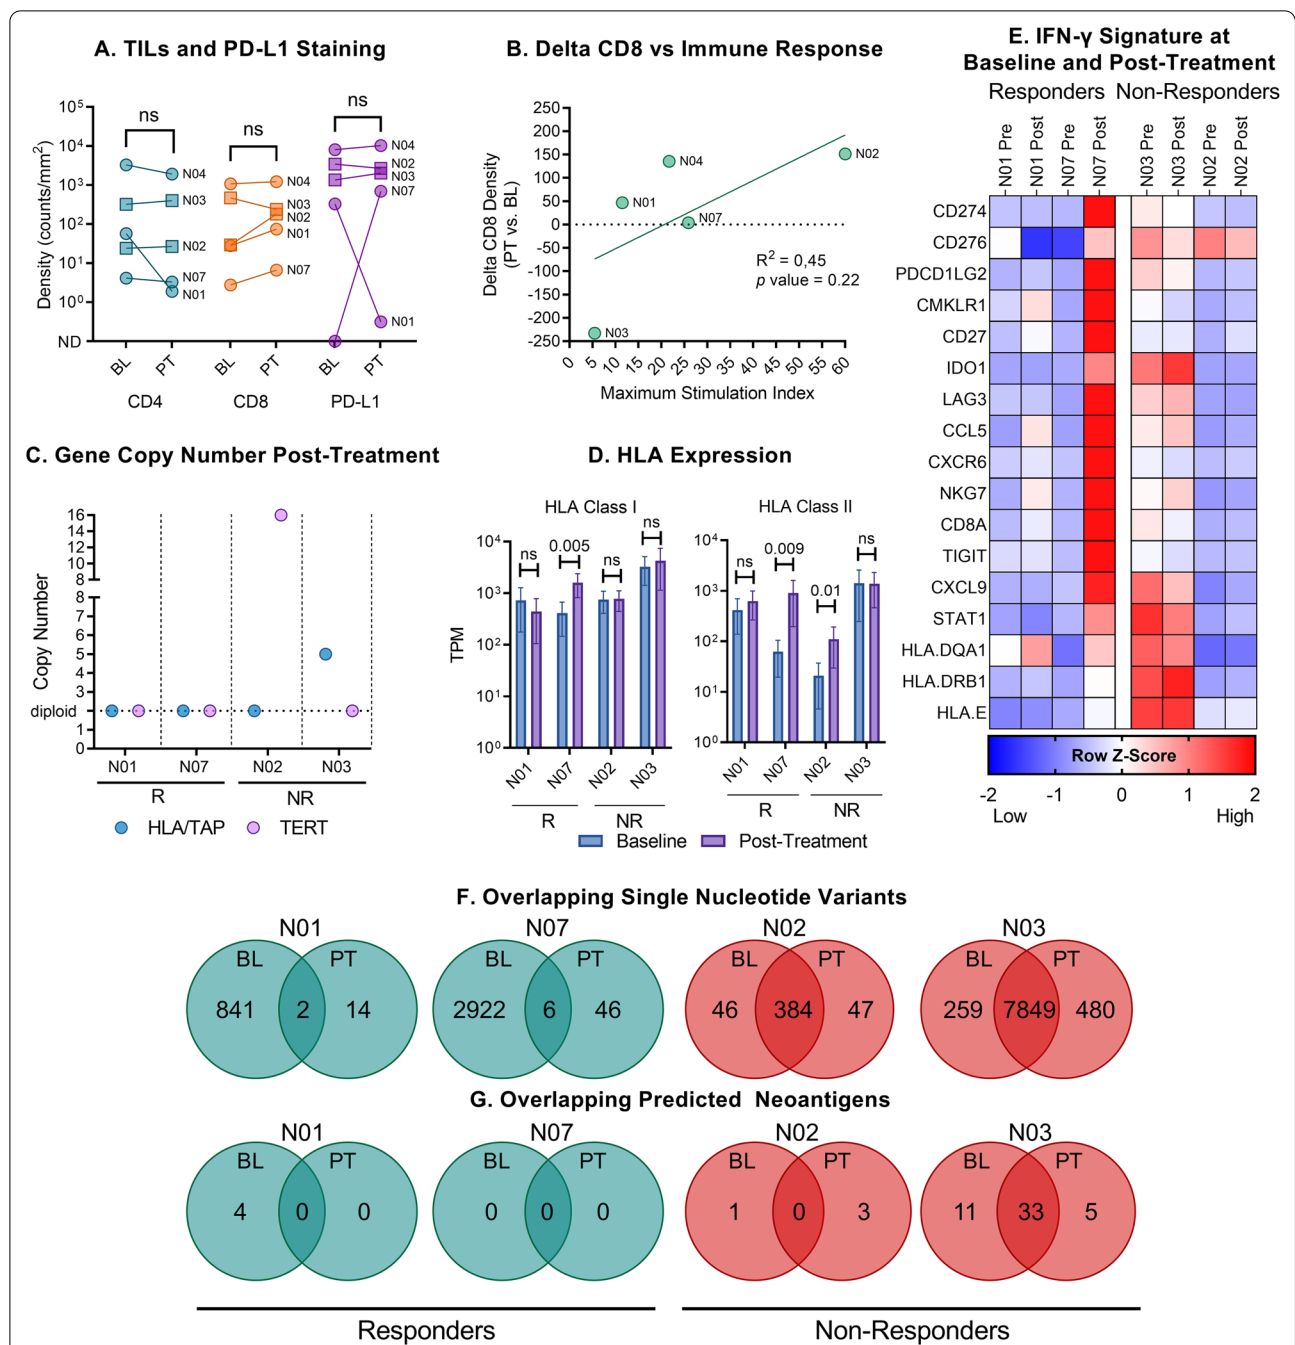 A. TILs and PD-L1 Staining
Density (counts/mm²)
10⁵
10⁴
10³
10²
10¹
10⁰
ND
ns
ns
ns
N04
N03
N02
N07
N01
N04
N03
N02
N01
N07
N04
N02
N03
N07
N01
BL
PT
BL
PT
BL
PT
CD4
CD8
PD-L1
B. Delta CD8 vs Immune Response
Delta CD8 Density
(PT vs. BL)
250
200
150
100
50
0
-50
-100
-150
-200
-250
N02
N04
N01
N07
N03
R² = 0,45
p value = 0.22
0
5
10
15
20
25
30
35
40
45
50
55
60
Maximum Stimulation Index
E. IFN-γ Signature at
Baseline and Post-Treatment
Responders Non-Responders
N01 Pre
N01 Post
N07 Pre
N07 Post
N03 Pre
N03 Post
N02 Pre
N02 Post
CD274
CD276
PDCD1LG2
CMKLR1
CD27
IDO1
LAG3
CCL5
CXCR6
NKG7
CD8A
TIGIT
CXCL9
STAT1
HLA.DQA1
HLA.DRB1
HLA.E
Row Z-Score
-2 -1 0 1 2
Low High
C. Gene Copy Number Post-Treatment
Copy Number
16
14
12
10
8
8
6
5
4
3
diploid
1
0
N01 N07 N02 N03
R NR
HLA/TAP TERT
D. HLA Expression
HLA Class I
TPM
10⁴
10³
10²
10¹
10⁰
ns
0.005
ns
ns
N01
N07
N02
N03
R NR
HLA Class II
10⁴
10³
10²
10¹
10⁰
ns
0.009
0.01
ns
N01
N07
N02
N03
R NR
Baseline Post-Treatment
F. Overlapping Single Nucleotide Variants
N01 N07 N02 N03
BL PT BL PT BL PT BL PT
841 2 14 2922 6 46 46 384 47 259 7849 480
G. Overlapping Predicted Neoantigens
N01 N07 N02 N03
BL PT BL PT BL PT BL PT
4 0 0 0 0 0 1 0 3 11 33 5
Responders Non-Responders